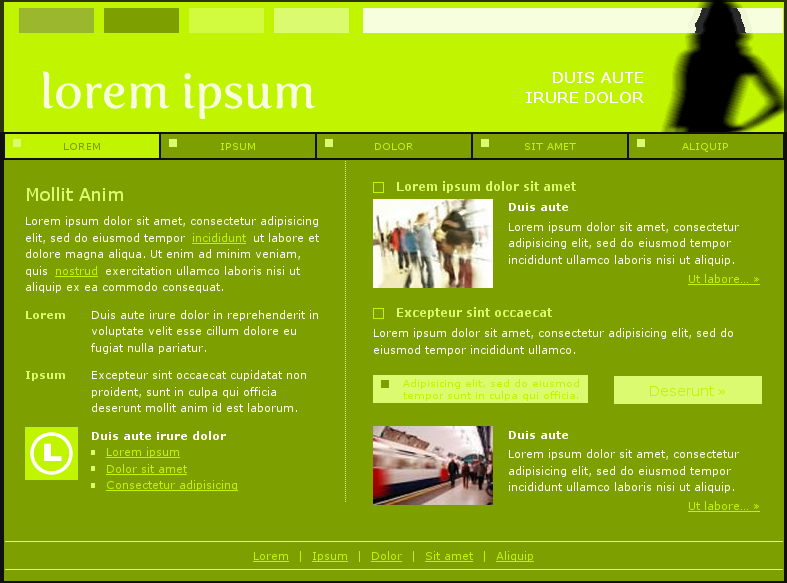 lorem ipsum
DUIS AUTE
IRURE DOLOR
LOREM
IPSUM
DOLOR
SIT AMET
ALIQUIP
Mollit Anim
Lorem ipsum dolor sit amet, consectetur adipisicing
elit, sed do eiusmod tempor incididunt ut labore et
dolore magna aliqua. Ut enim ad minim veniam,
quis nostrud exercitation ullamco laboris nisi ut
aliquip ex ea commodo consequat.
Lorem
Duis aute irure dolor in reprehenderit in
voluptate velit esse cillum dolore eu
fugiat nulla pariatur.
Ipsum
Excepteur sint occaecat cupidatat non
proident, sunt in culpa qui officia
deserunt mollit anim id est laborum.
Duis aute irure dolor
Lorem ipsum
Dolor sit amet
Consectetur adipisicing
Lorem ipsum dolor sit amet
Duis aute
Lorem ipsum dolor sit amet, consectetur
adipisicing elit, sed do eiusmod tempor
incididunt ullamco laboris nisi ut aliquip.
Ut labore... »
Excepteur sint occaecat
Lorem ipsum dolor sit amet, consectetur adipisicing elit, sed do
eiusmod tempor incididunt ullamco.
Adipisicing elit, sed do eiusmod
tempor sunt in culpa qui officia.
Deserunt »
Duis aute
Lorem ipsum dolor sit amet, consectetur
adipisicing elit, sed do eiusmod tempor
incididunt ullamco laboris nisi ut aliquip.
Ut labore... »
Lorem | Ipsum | Dolor | Sit amet | Aliquip